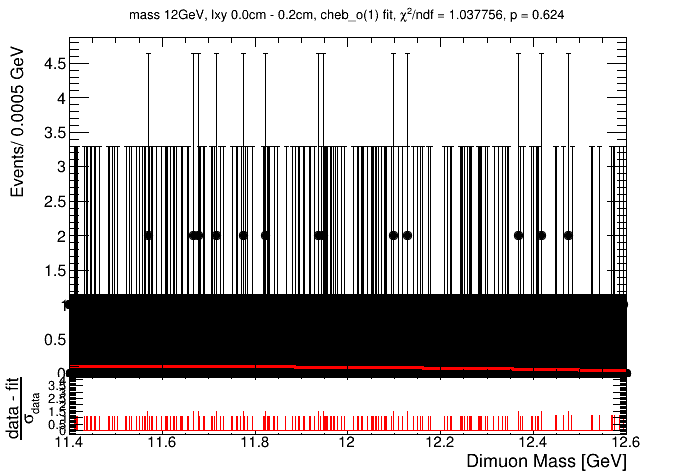 mass 12GeV, lxy 0.0cm - 0.2cm, cheb_o(1) fit, χ²/ndf = 1.037756, p = 0.624
Events/ 0.0005 GeV
4.5
4
3.5
3
2.5
2
1.5
1
0.5
0
data - fit
σdata
3.5
2.5
1.5
0.5
0
11.4 11.6 11.8 12 12.2 12.4 12.6
Dimuon Mass [GeV]